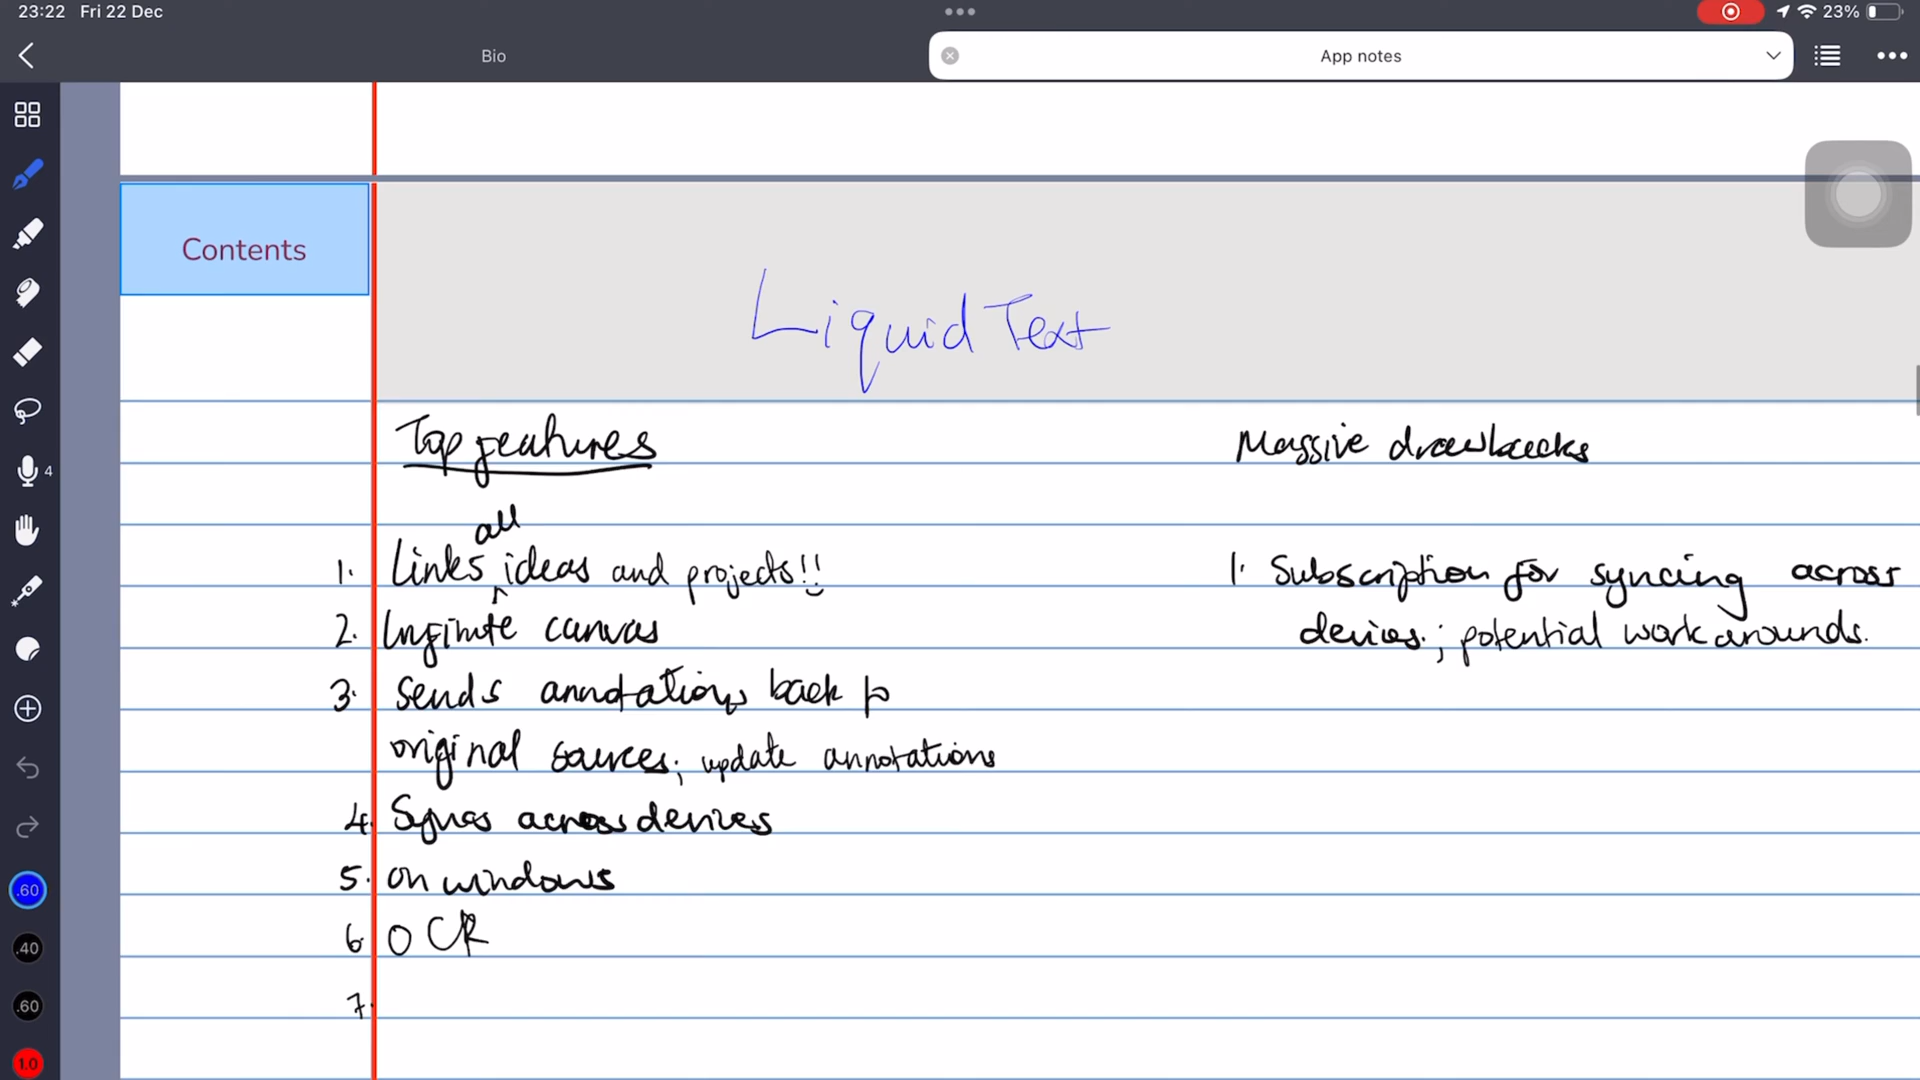 23:22 Fri 22 Dec
23%
Bio
App notes
Contents
Liquid Text
Top features
Massive drawbacks
all
1. Links ideas and projects!!
2. Infinite canvas
3. Sends annotations back to
original sources; update annotations
4. Syncs across devices
5. on windows
6. OCR
7.
1. Subscription for syncing across
devices.; potential workarounds.
4
.60
.40
.60
1.0